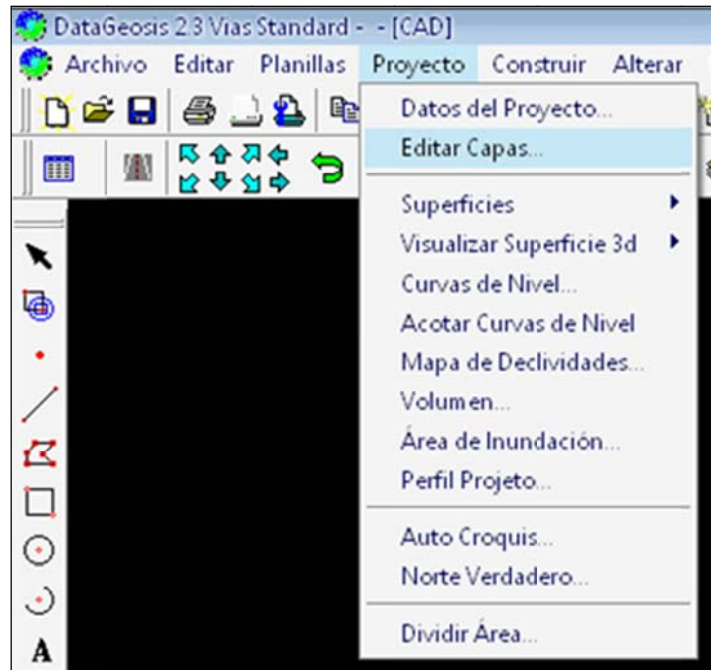 DataGeosis 2.3 Vias Standard - - [CAD]
Archivo Editar Planillas Proyecto Construir Alterar
Datos del Proyecto...
Editar Capas...
Superficies
Visualizar Superficie 3d
Curvas de Nivel...
Acotar Curvas de Nivel
Mapa de Declividades...
Volumen...
Área de Inundación...
Perfil Projeto...
Auto Croquis...
Norte Verdadero...
Dividir Área...
A